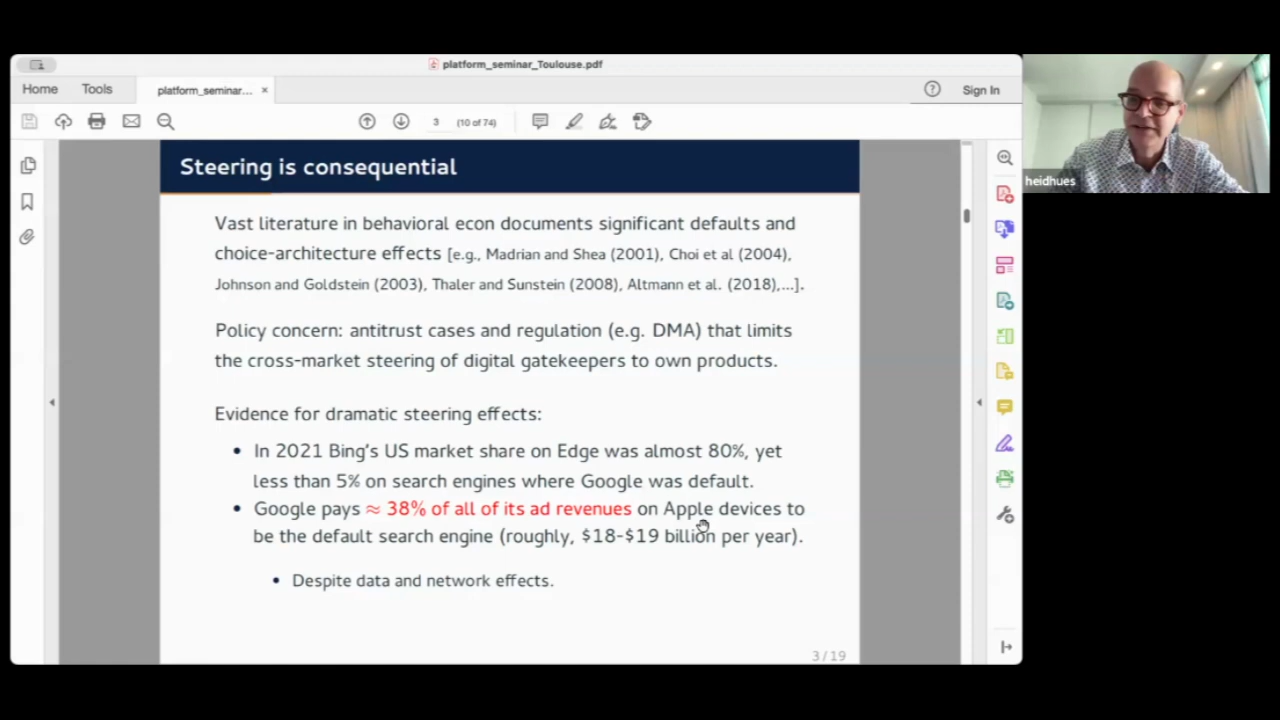 platform_seminar_Toulouse.pdf
Home Tools platform_seminar... × Sign In
3 (10 of 74)
Steering is consequential
heidhues
Vast literature in behavioral econ documents significant defaults and
choice-architecture effects [e.g., Madrian and Shea (2001), Choi et al (2004),
Johnson and Goldstein (2003), Thaler and Sunstein (2008), Altmann et al. (2018),...].
Policy concern: antitrust cases and regulation (e.g. DMA) that limits
the cross-market steering of digital gatekeepers to own products.
Evidence for dramatic steering effects:
• In 2021 Bing's US market share on Edge was almost 80%, yet
less than 5% on search engines where Google was default.
• Google pays ≈ 38% of all of its ad revenues on Apple devices to
be the default search engine (roughly, $18-$19 billion per year).
• Despite data and network effects.
3 / 19